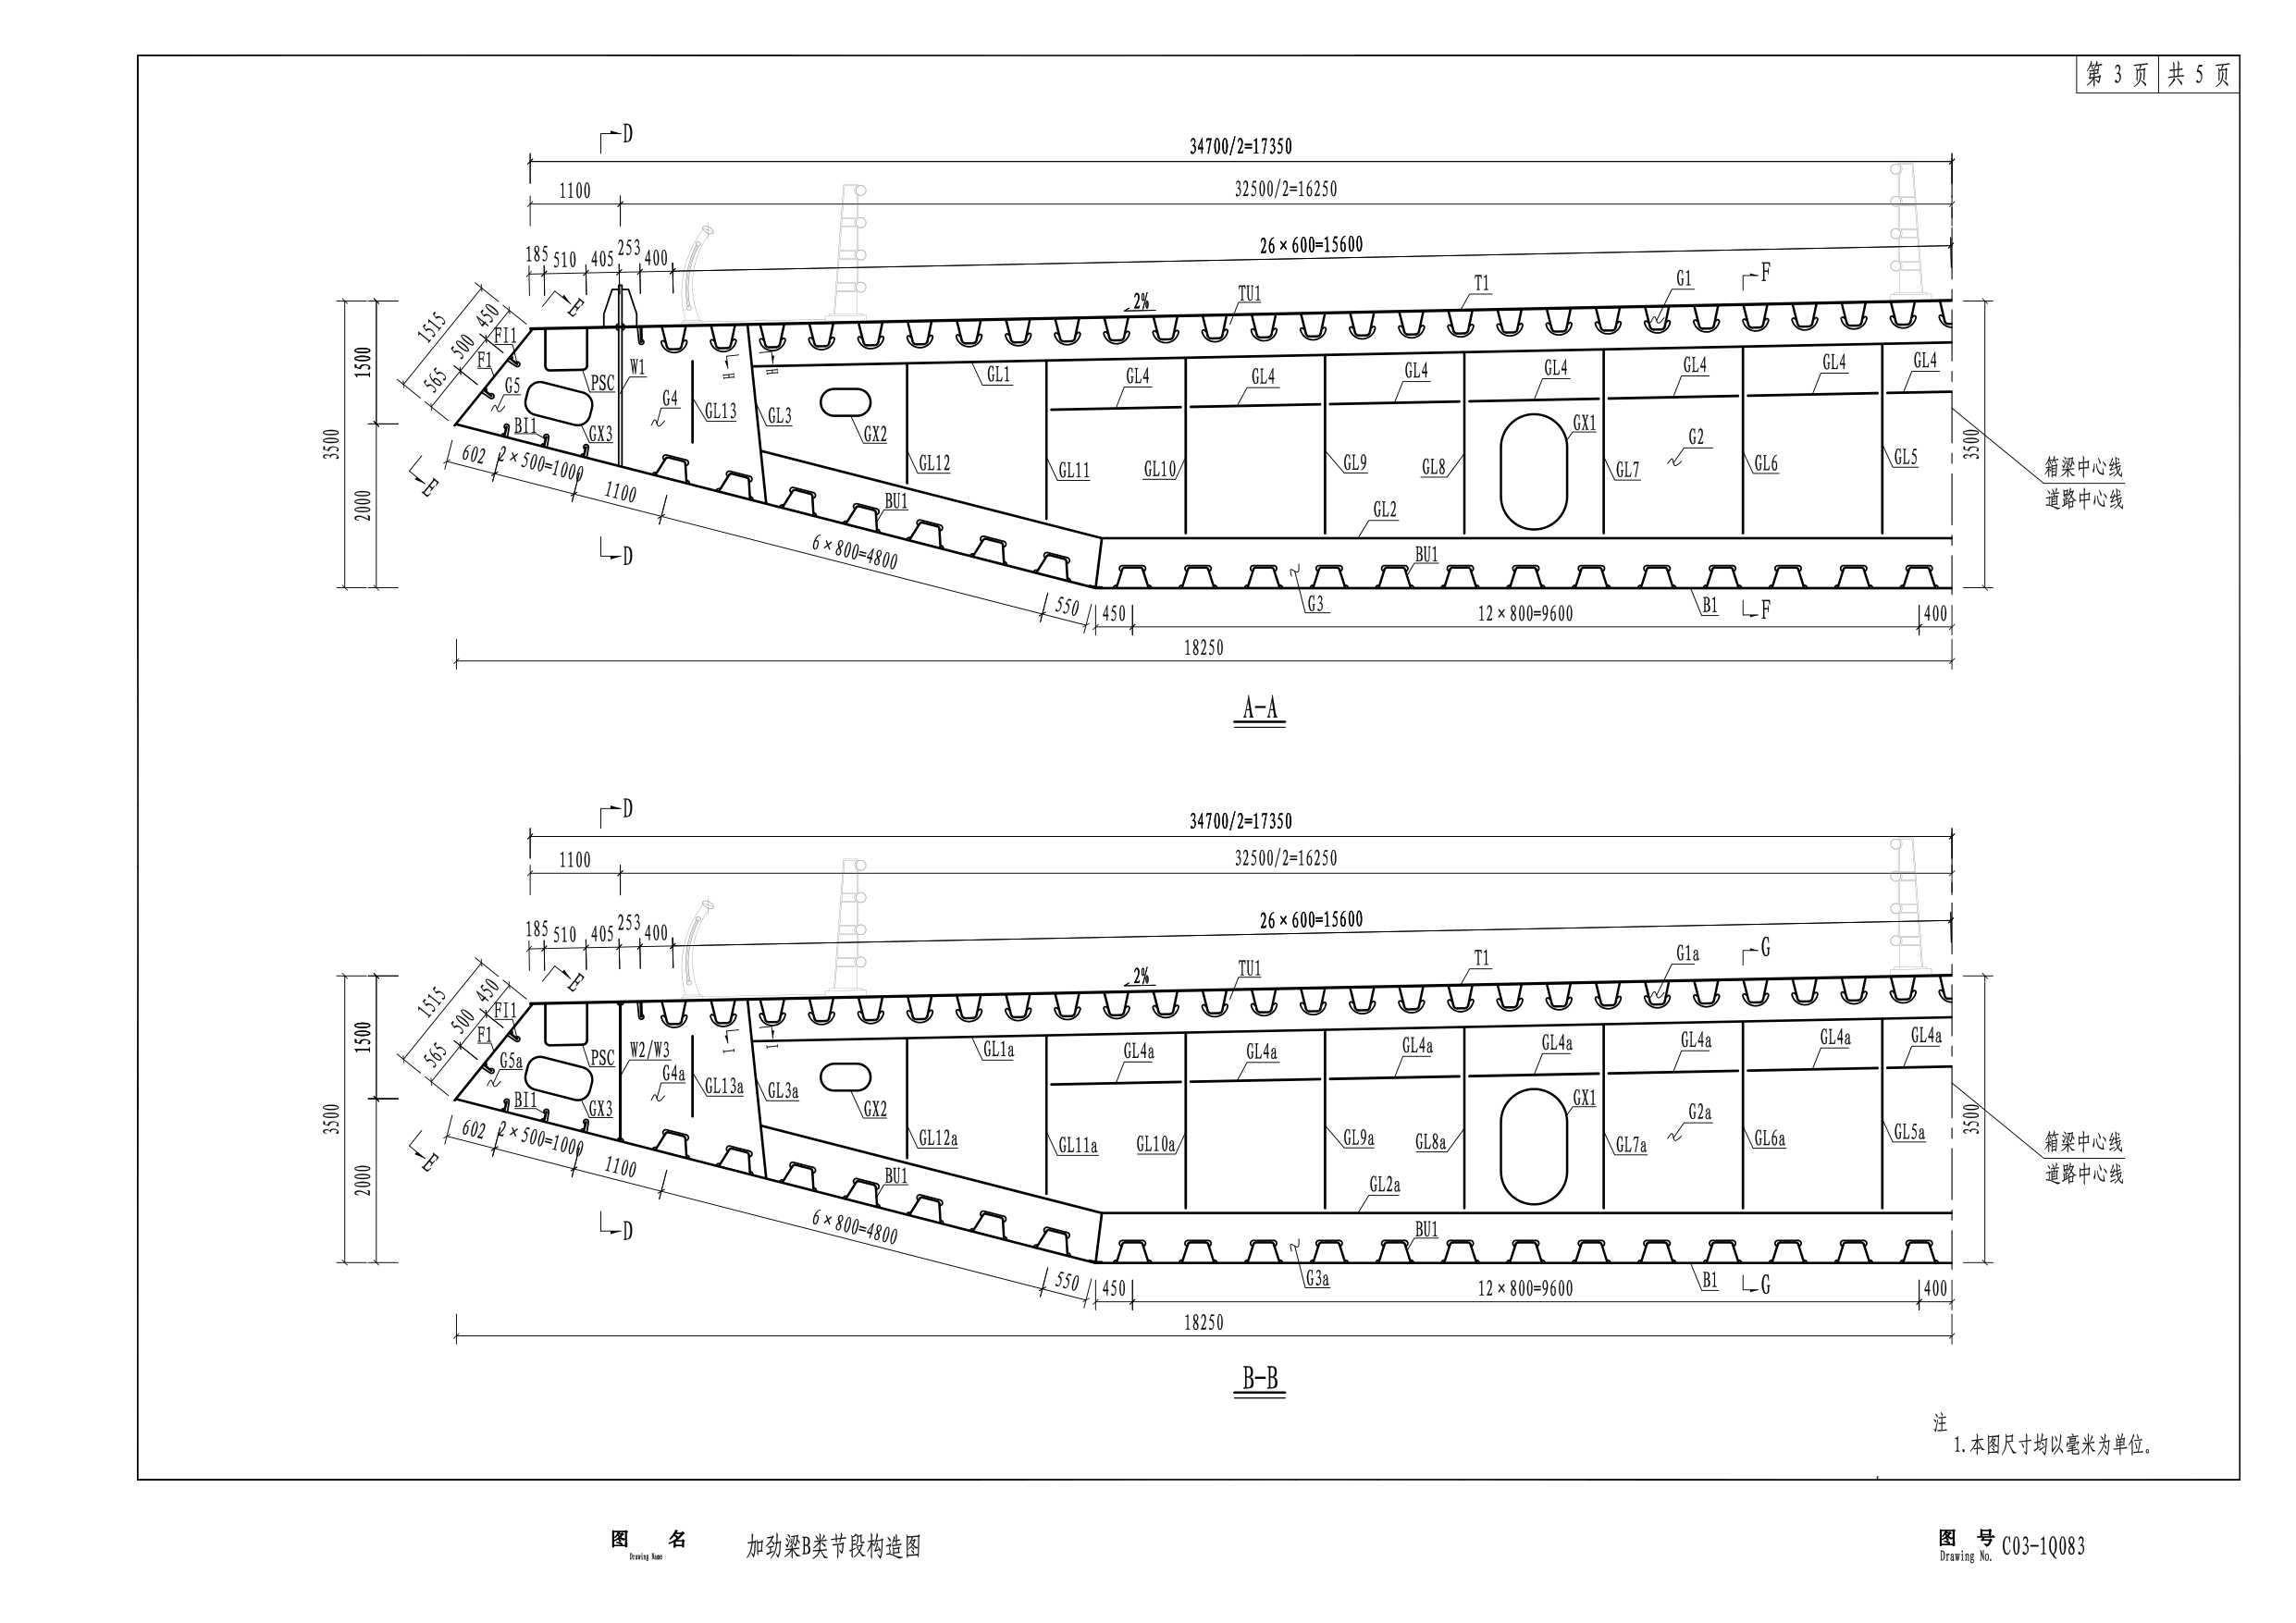 第 3 页 共 5 页
D
34700/2=17350
1100
32500/2=16250
185 510 405 253 400
26×600=15600
E
2%
TU1
T1
G1
F
1515
450
500
565
FI1
F1
G5
PSC
W1
G4
GL13
H H
GL3
GL1
GL4 GL4 GL4 GL4 GL4 GL4 GL4
1500
3500
2000
BI1
GX3
GX2
GX1
G2
GL12 GL11 GL10 GL9 GL8 GL7 GL6 GL5
3500
箱梁中心线
道路中心线
E
602
2×500=1000
1100
BU1
GL2
6×800=4800
D
BU1
550
G3
B1
F
450
12×800=9600
400
18250
A-A
D
34700/2=17350
1100
32500/2=16250
185 510 405 253 400
26×600=15600
E
2%
TU1
T1
G1a
G
1515
450
500
565
FI1
F1
G5a
PSC
W2/W3
G4a
GL13a
I I
GL3a
GL1a
GL4a GL4a GL4a GL4a GL4a GL4a GL4a
1500
3500
2000
BI1
GX3
GX2
GX1
G2a
GL12a GL11a GL10a GL9a GL8a GL7a GL6a GL5a
3500
箱梁中心线
道路中心线
E
602
2×500=1000
1100
BU1
GL2a
6×800=4800
D
BU1
550
G3a
B1
G
450
12×800=9600
400
18250
B-B
注
1.本图尺寸均以毫米为单位。
图 名
Drawing Name
加劲梁B类节段构造图
图 号
Drawing No.
C03-1Q083